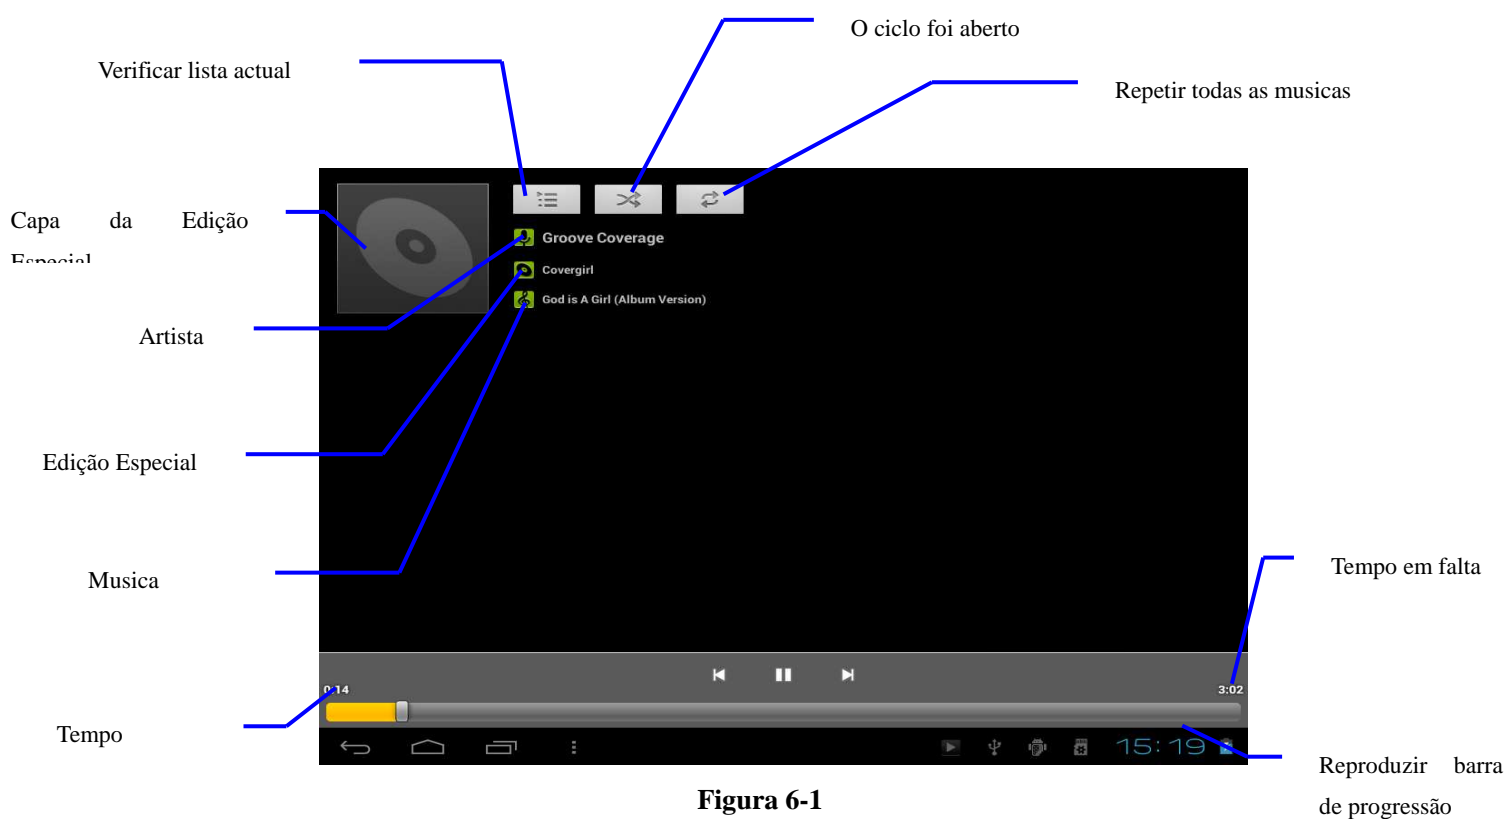 O ciclo foi aberto
Verificar lista actual
Repetir todas as musicas
Capa da Edição
Especial
Groove Coverage
Covergirl
God is A Girl (Album Version)
Artista
Edição Especial
Musica
Tempo em falta
0:14
3:02
Tempo
15:19
Reproduzir barra
de progressão
Figura 6-1